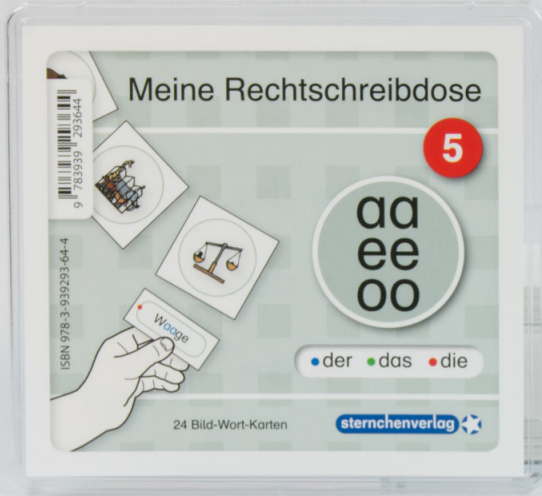 Meine Rechtschreibdose
5
aa
ee
oo
9 783939 293644
ISBN 978-3-939293-64-4
Waage
der das die
24 Bild-Wort-Karten
sternchenverlag